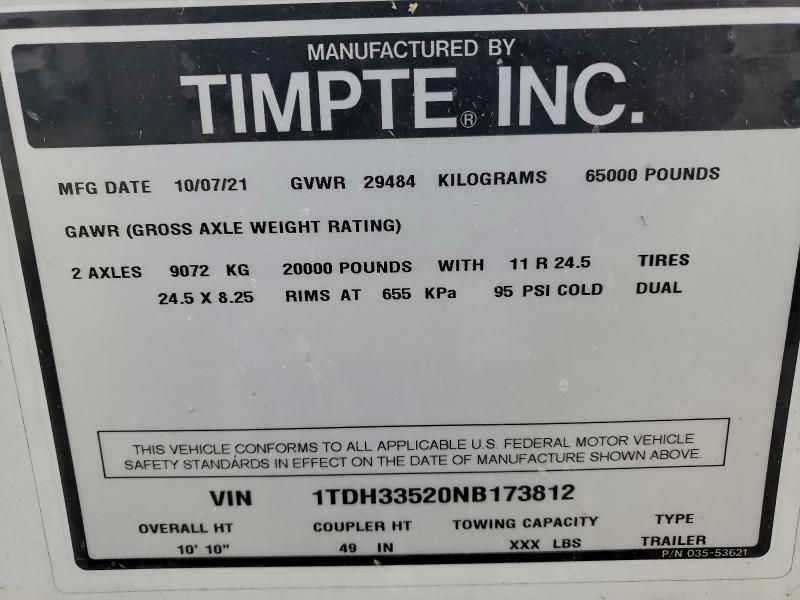 MANUFACTURED BY
TIMPTE® INC.
MFG DATE 10/07/21 GVWR 29484 KILOGRAMS 65000 POUNDS
GAWR (GROSS AXLE WEIGHT RATING)
2 AXLES 9072 KG 20000 POUNDS WITH 11 R 24.5 TIRES
24.5 X 8.25 RIMS AT 655 KPa 95 PSI COLD DUAL
THIS VEHICLE CONFORMS TO ALL APPLICABLE U.S. FEDERAL MOTOR VEHICLE
SAFETY STANDARDS IN EFFECT ON THE DATE OF MANUFACTURE SHOWN ABOVE.
VIN 1TDH33520NB173812
OVERALL HT COUPLER HT TOWING CAPACITY TYPE
10' 10" 49 IN XXX LBS TRAILER
P/N 035-53621